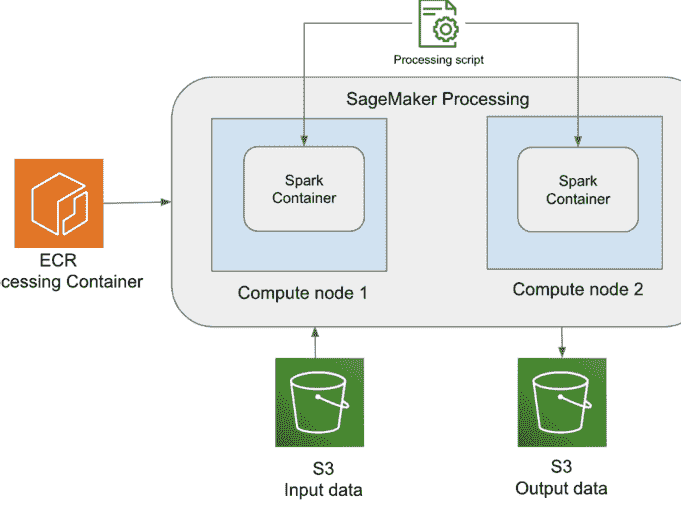 Processing script
SageMaker Processing
Spark
Container
Spark
Container
Compute node 1
Compute node 2
ECR
cessing Container
S3
Input data
S3
Output data